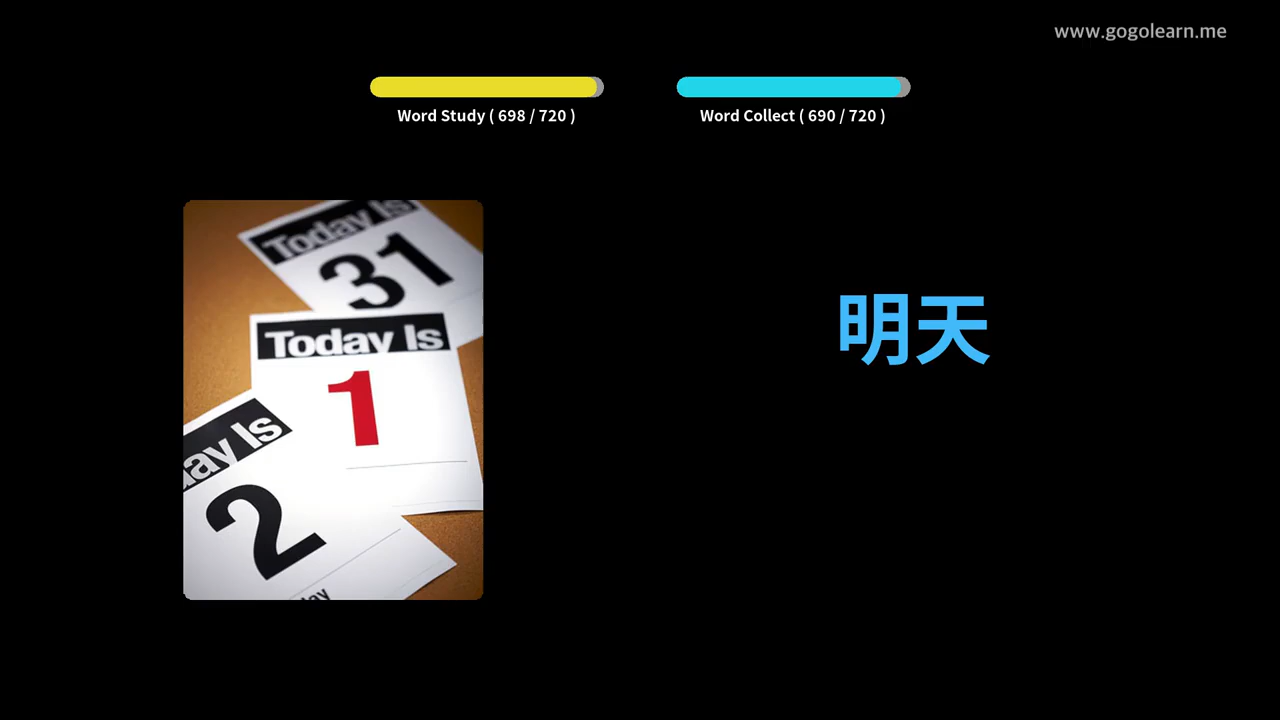 www.gogolearn.me
Word Study ( 698 / 720 )
Word Collect ( 690 / 720 )
Today Is
31
Today Is
1
ay Is
2
明天